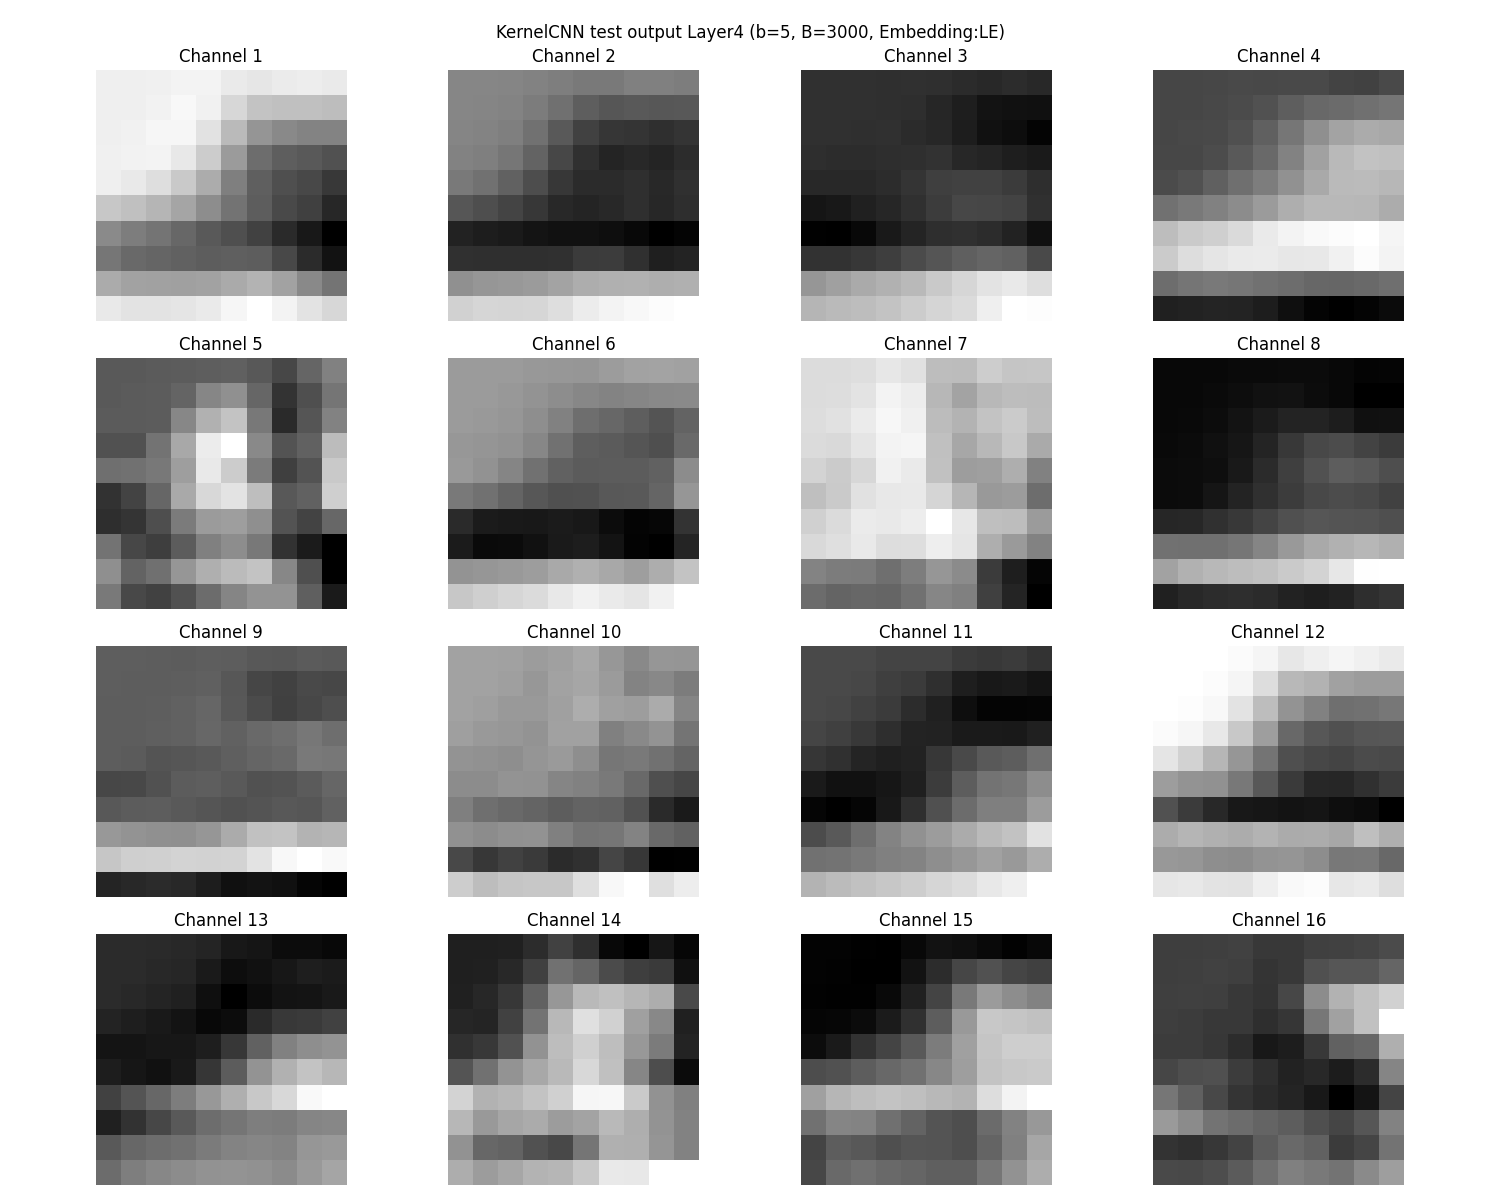 KernelCNN test output Layer4 (b=5, B=3000, Embedding:LE)
Channel 1
Channel 2
Channel 3
Channel 4
Channel 5
Channel 6
Channel 7
Channel 8
Channel 9
Channel 10
Channel 11
Channel 12
Channel 13
Channel 14
Channel 15
Channel 16